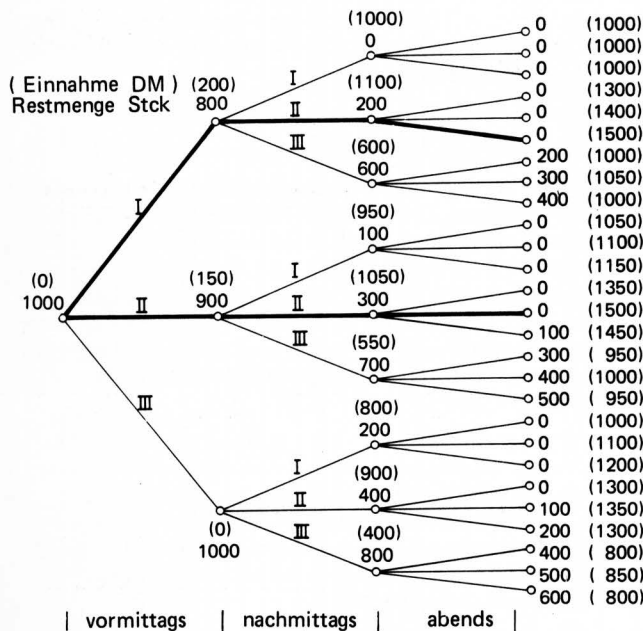 (1000)
0
0 (1000)
0 (1000)
0 (1000)
( Einnahme DM )
Restmenge Stck
(200)
800
I
II
III
(1100)
200
0 (1300)
0 (1400)
0 (1500)
(600)
600
200 (1000)
300 (1050)
400 (1000)
I
(950)
100
0 (1050)
0 (1100)
0 (1150)
(0)
1000
II
(150)
900
I
II
III
(1050)
300
0 (1350)
0 (1500)
100 (1450)
(550)
700
300 ( 950)
400 (1000)
500 ( 950)
III
(800)
200
0 (1000)
0 (1100)
0 (1200)
I
II
III
(0)
1000
(900)
400
0 (1300)
100 (1350)
200 (1300)
(400)
800
400 ( 800)
500 ( 850)
600 ( 800)
| vormittags | nachmittags | abends |